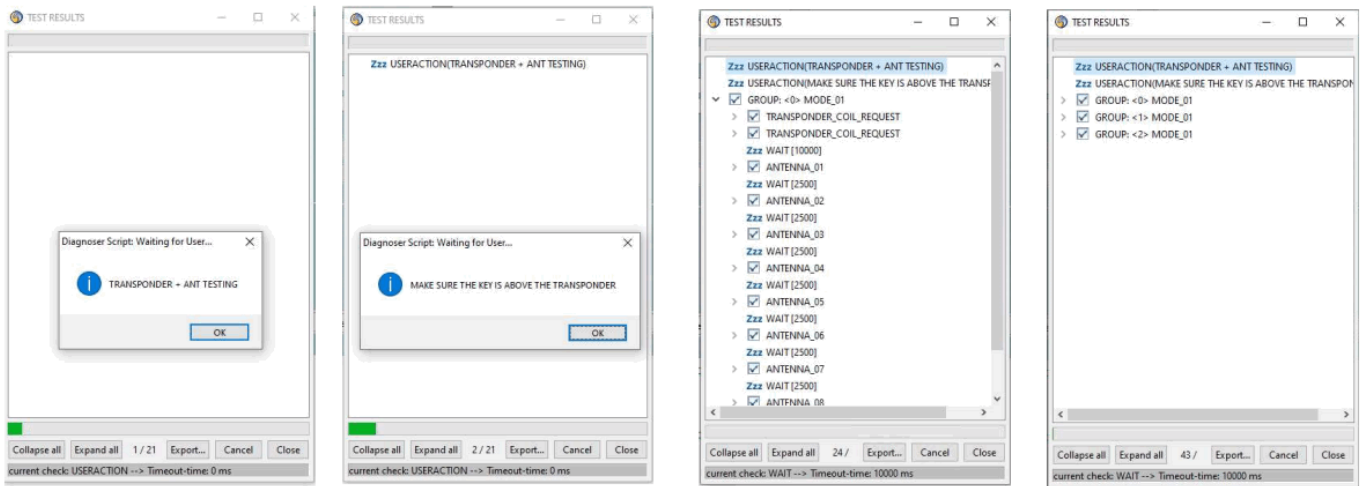 TEST RESULTS
Diagnoser Script: Waiting for User...
TRANSPONDER + ANT TESTING
OK
Collapse all Expand all 1 / 21 Export... Cancel Close
current check: USERACTION --> Timeout-time: 0 ms
TEST RESULTS
Zzz USERACTION(TRANSPONDER + ANT TESTING)
Diagnoser Script: Waiting for User...
MAKE SURE THE KEY IS ABOVE THE TRANSPONDER
OK
Collapse all Expand all 2 / 21 Export... Cancel Close
current check: USERACTION --> Timeout-time: 0 ms
TEST RESULTS
Zzz USERACTION(TRANSPONDER + ANT TESTING)
Zzz USERACTION(MAKE SURE THE KEY IS ABOVE THE TRANSP
GROUP: <0> MODE_01
TRANSPONDER_COIL_REQUEST
TRANSPONDER_COIL_REQUEST
Zzz WAIT [10000]
ANTENNA_01
Zzz WAIT [2500]
ANTENNA_02
Zzz WAIT [2500]
ANTENNA_03
Zzz WAIT [2500]
ANTENNA_04
Zzz WAIT [2500]
ANTENNA_05
Zzz WAIT [2500]
ANTENNA_06
Zzz WAIT [2500]
ANTENNA_07
Zzz WAIT [2500]
ANTENNA_08
Collapse all Expand all 24 / Export... Cancel Close
current check: WAIT --> Timeout-time: 10000 ms
TEST RESULTS
Zzz USERACTION(TRANSPONDER + ANT TESTING)
Zzz USERACTION(MAKE SURE THE KEY IS ABOVE THE TRANSPON
GROUP: <0> MODE_01
GROUP: <1> MODE_01
GROUP: <2> MODE_01
Collapse all Expand all 43 / Export... Cancel Close
current check: WAIT --> Timeout-time: 10000 ms